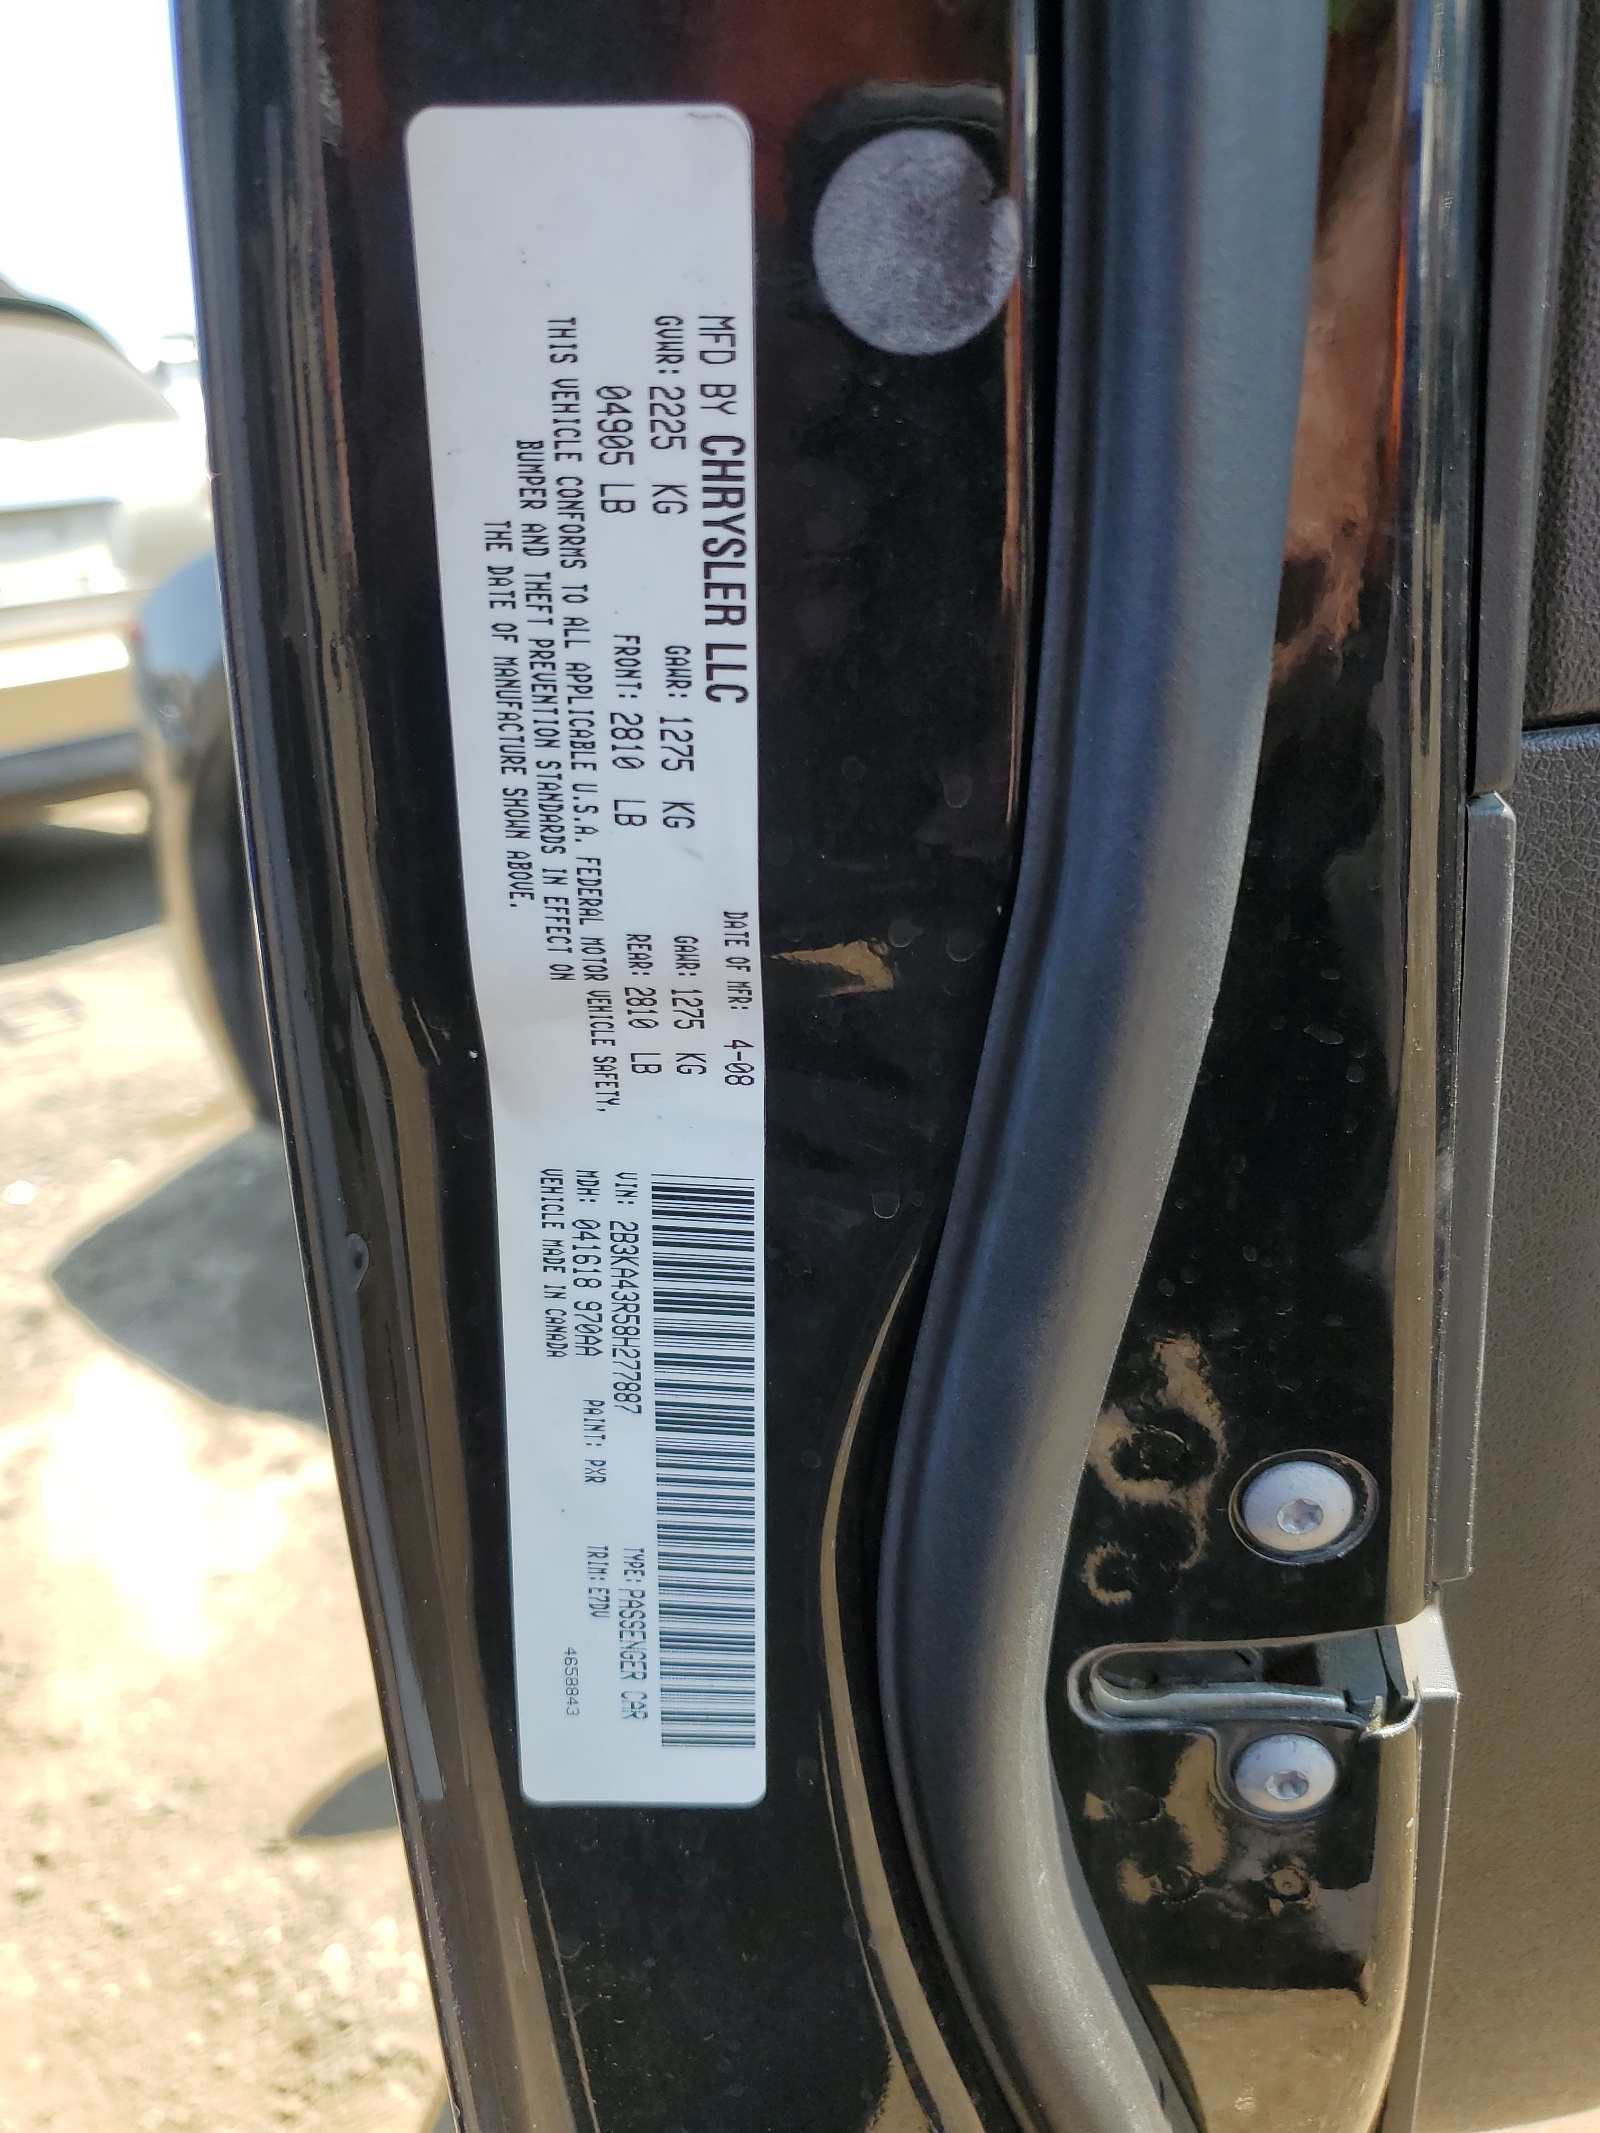 MFD BY CHRYSLER LLC DATE OF MFR: 4-08
GVWR: 2225 KG GAWR: 1275 KG GAWR: 1275 KG
04905 LB FRONT: 2810 LB REAR: 2810 LB
THIS VEHICLE CONFORMS TO ALL APPLICABLE U.S.A. FEDERAL MOTOR VEHICLE SAFETY,
BUMPER AND THEFT PREVENTION STANDARDS IN EFFECT ON
THE DATE OF MANUFACTURE SHOWN ABOVE.
VIN: 2B3KA43R58H277887 TYPE: PASSENGER CAR
MDH: 041618 970AA PAINT: PXR TRIM: E7DV
VEHICLE MADE IN CANADA 4658843